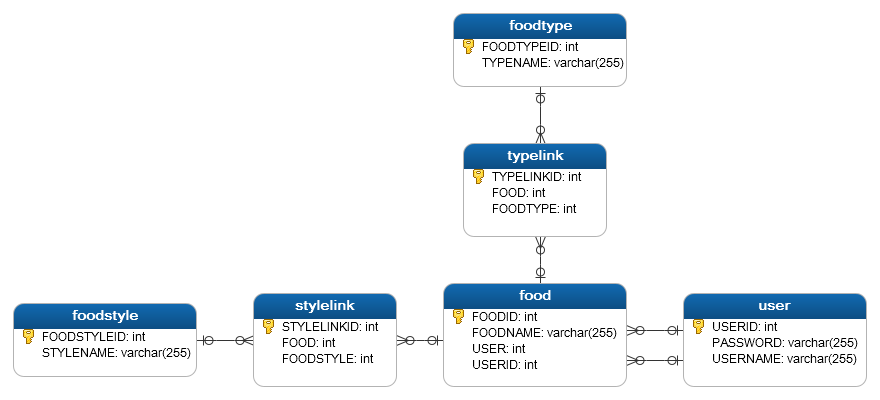 foodtype
FOODTYPEID: int
TYPENAME: varchar(255)
typelink
TYPELINKID: int
FOOD: int
FOODTYPE: int
foodstyle
FOODSTYLEID: int
STYLENAME: varchar(255)
stylelink
STYLELINKID: int
FOOD: int
FOODSTYLE: int
food
FOODID: int
FOODNAME: varchar(255)
USER: int
USERID: int
user
USERID: int
PASSWORD: varchar(255)
USERNAME: varchar(255)